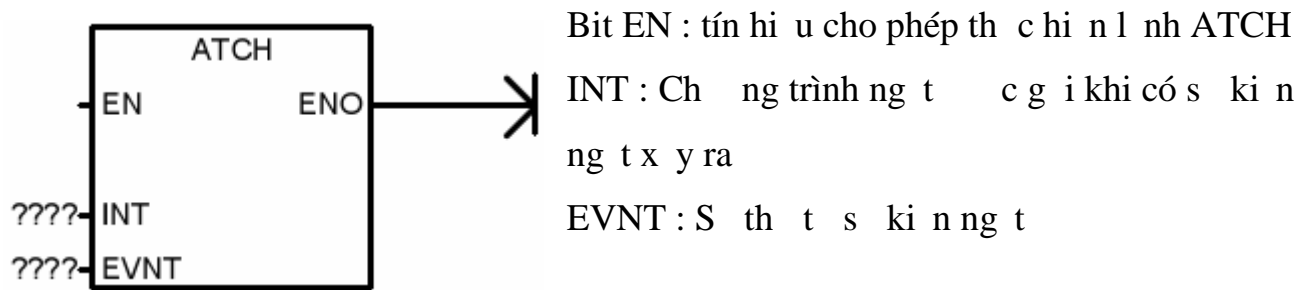 ATCH
EN ENO
???? INT
???? EVNT
Bit EN : tín hi u cho phép th c hi n l nh ATCH
INT : Ch ng trình ng t c g i khi có s ki n
ng t x y ra
EVNT : S th t s ki n ng t